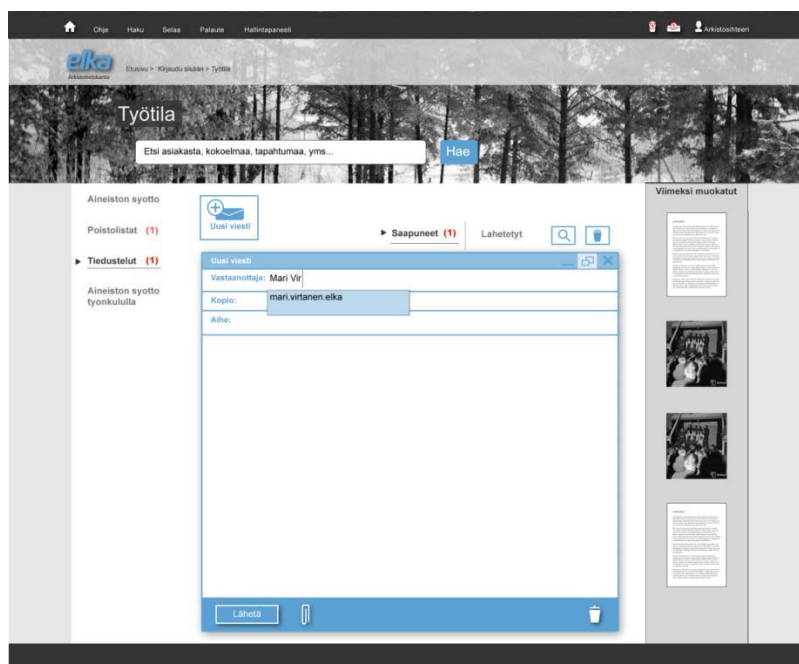 Ohje Haku Selaa Palaute Hallintapaneeli Arkistosihteeri
elka
Arkistotietokanta
Etusivu > Kirjaudu sisään > Työtila
Työtila
Etsi asiakasta, kokoelmaa, tapahtumaa, yms... Hae
Viimeksi muokatut
Aineiston syotto
Poistolistat (1)
Tiedustelut (1)
Aineiston syotto
tyonkululla
Uusi viesti
Saapuneet (1) Lahetetyt
Uusi viesti
Vastaanottaja: Mari Vir
Kopio: mari.virtanen.elka
Aihe:
Lähetä